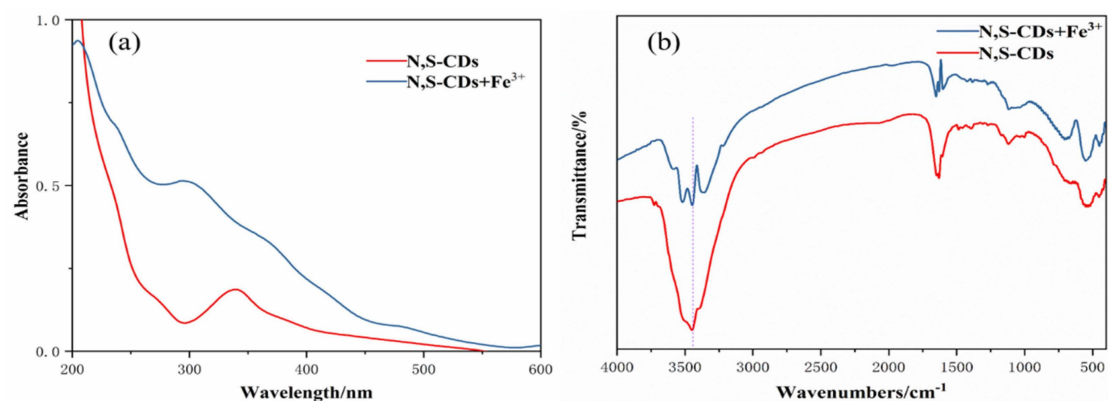 (a)
N,S-CDs
N,S-CDs+Fe³⁺
1.0
0.5
0.0
Absorbance
200 300 400 500 600
Wavelength/nm
(b)
N,S-CDs+Fe³⁺
N,S-CDs
Transmittance/%
4000 3500 3000 2500 2000 1500 1000 500
Wavenumbers/cm⁻¹